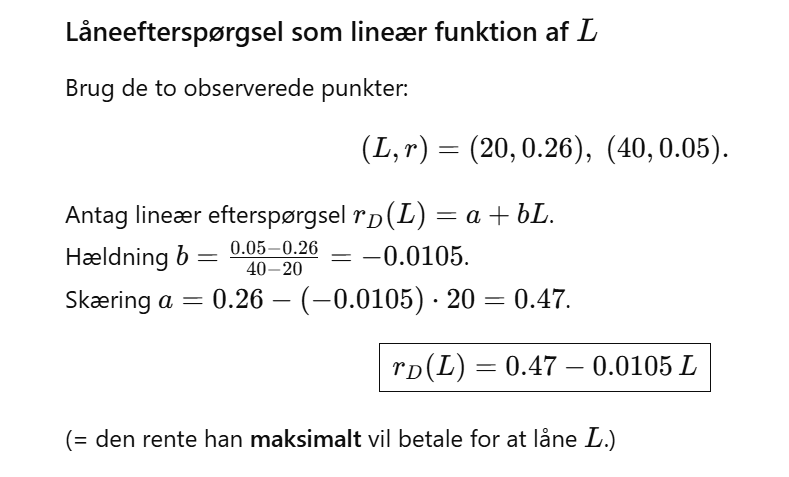 Låneefterspørgsel som lineær funktion af L
Brug de to observerede punkter:
(L, r) = (20, 0.26), (40, 0.05).
Antag lineær efterspørgsel r_D(L) = a + bL.
Hældning b = \frac{0.05−0.26}{40−20} = −0.0105.
Skæring a = 0.26 − (−0.0105) · 20 = 0.47.
r_D(L) = 0.47 − 0.0105 L
(= den rente han maksimalt vil betale for at låne L.)